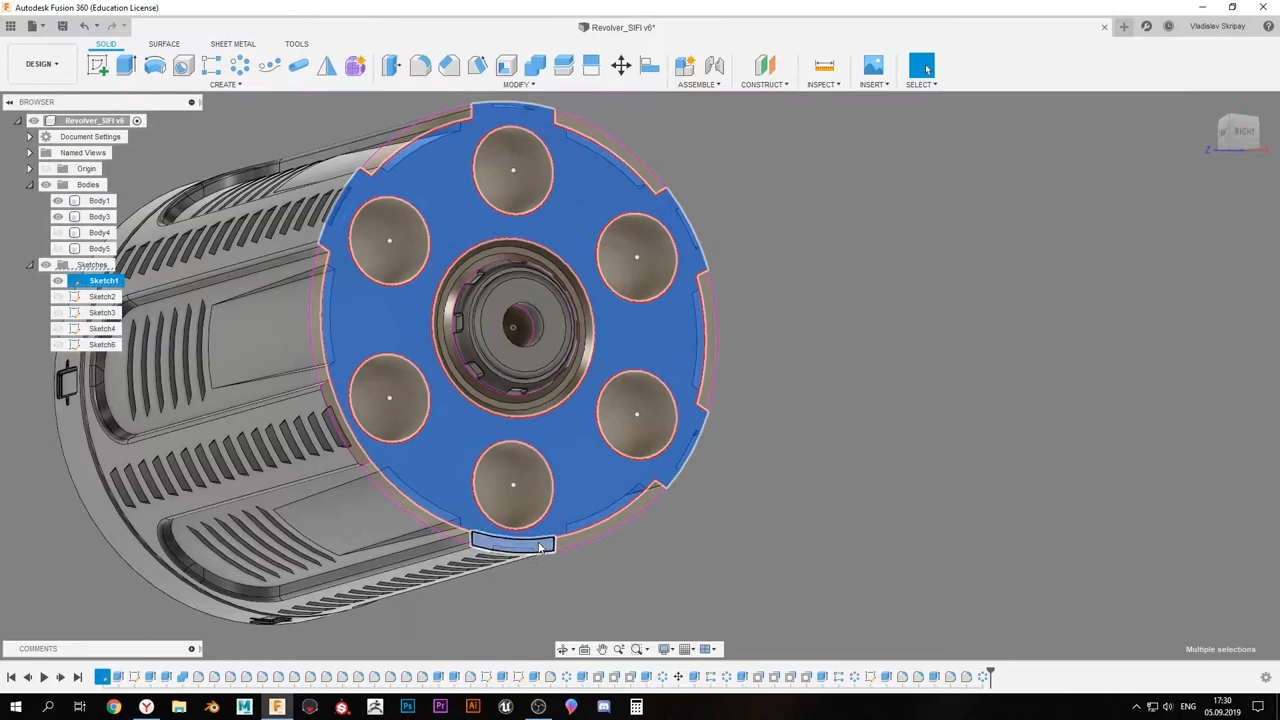 Autodesk Fusion 360 (Education License)
Revolver_SIFI v6*
Vladislav Skripay
SOLID SURFACE SHEET METAL TOOLS
DESIGN
CREATE MODIFY ASSEMBLE CONSTRUCT INSPECT INSERT SELECT
BROWSER
Revolver_SIFI v6
Document Settings
Named Views
Origin
Bodies
Body1
Body3
Body4
Body5
Sketches
Sketch1
Sketch2
Sketch3
Sketch4
Sketch6
RIGHT
Z
X
COMMENTS
Multiple selections
17:30
05.09.2019